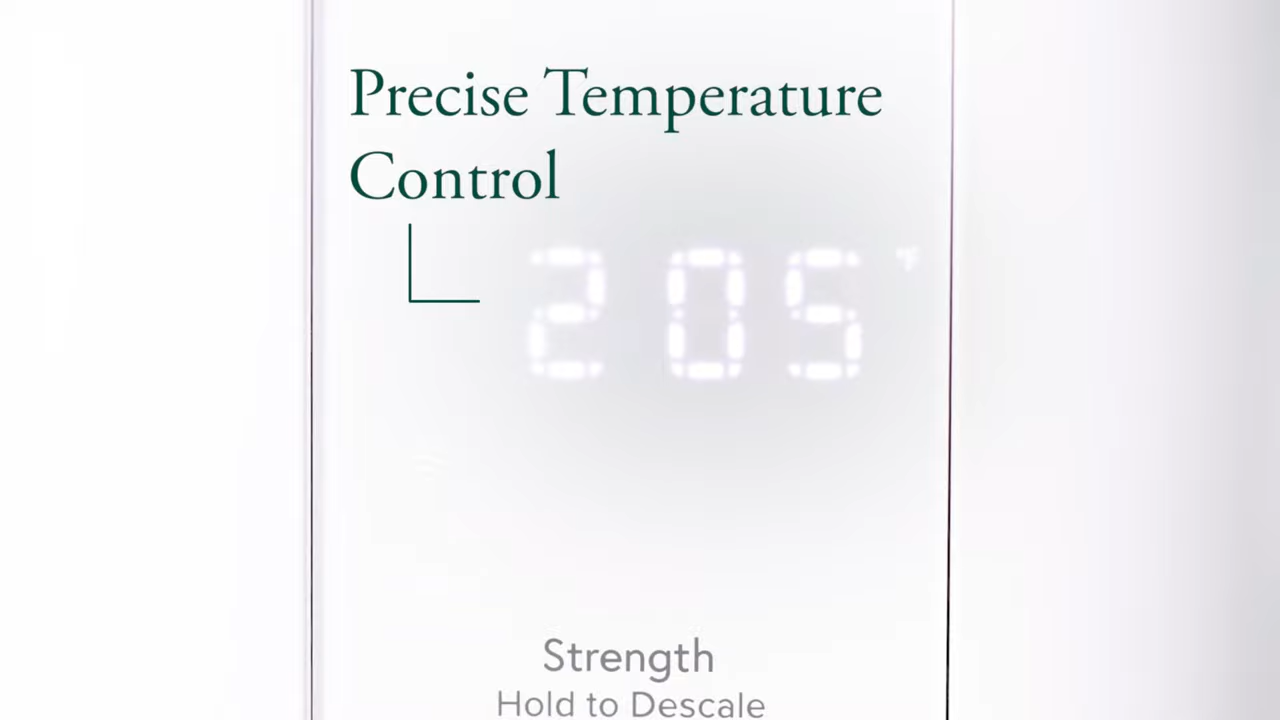 Precise Temperature
Control
205 °F
Strength
Hold to Descale